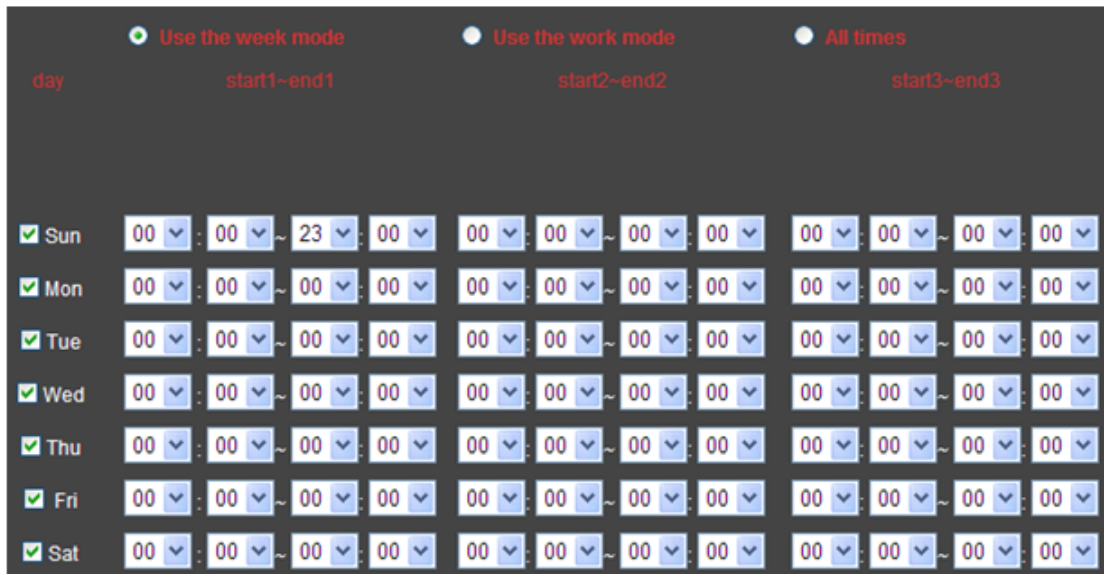 Use the week mode Use the work mode All times
day start1~end1 start2~end2 start3~end3
Sun 00 : 00 ~ 23 : 00 00 : 00 ~ 00 : 00 00 : 00 ~ 00 : 00
Mon 00 : 00 ~ 00 : 00 00 : 00 ~ 00 : 00 00 : 00 ~ 00 : 00
Tue 00 : 00 ~ 00 : 00 00 : 00 ~ 00 : 00 00 : 00 ~ 00 : 00
Wed 00 : 00 ~ 00 : 00 00 : 00 ~ 00 : 00 00 : 00 ~ 00 : 00
Thu 00 : 00 ~ 00 : 00 00 : 00 ~ 00 : 00 00 : 00 ~ 00 : 00
Fri 00 : 00 ~ 00 : 00 00 : 00 ~ 00 : 00 00 : 00 ~ 00 : 00
Sat 00 : 00 ~ 00 : 00 00 : 00 ~ 00 : 00 00 : 00 ~ 00 : 00